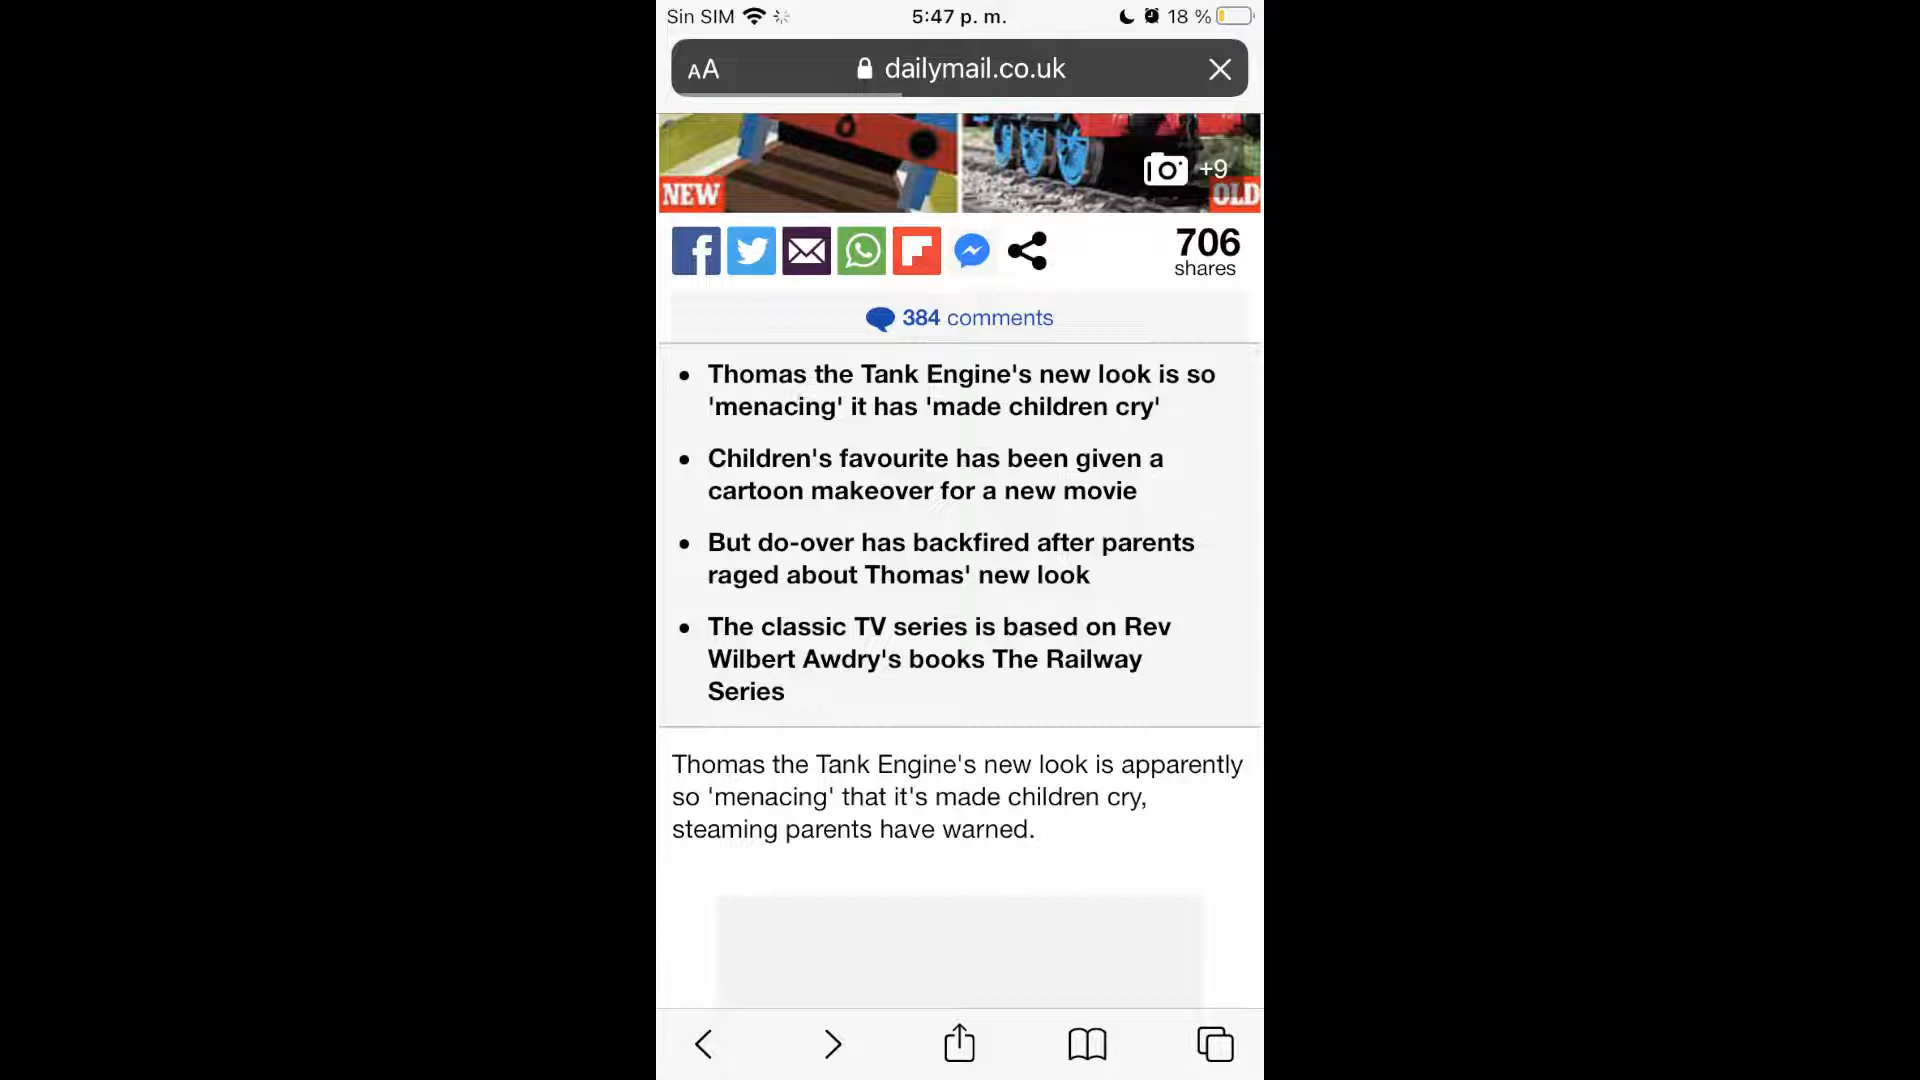 Sin SIM 5:47 p. m. 18 %
AA dailymail.co.uk
+9
NEW OLD
706
shares
384 comments
• Thomas the Tank Engine's new look is so
'menacing' it has 'made children cry'
• Children's favourite has been given a
cartoon makeover for a new movie
• But do-over has backfired after parents
raged about Thomas' new look
• The classic TV series is based on Rev
Wilbert Awdry's books The Railway
Series
Thomas the Tank Engine's new look is apparently
so 'menacing' that it's made children cry,
steaming parents have warned.